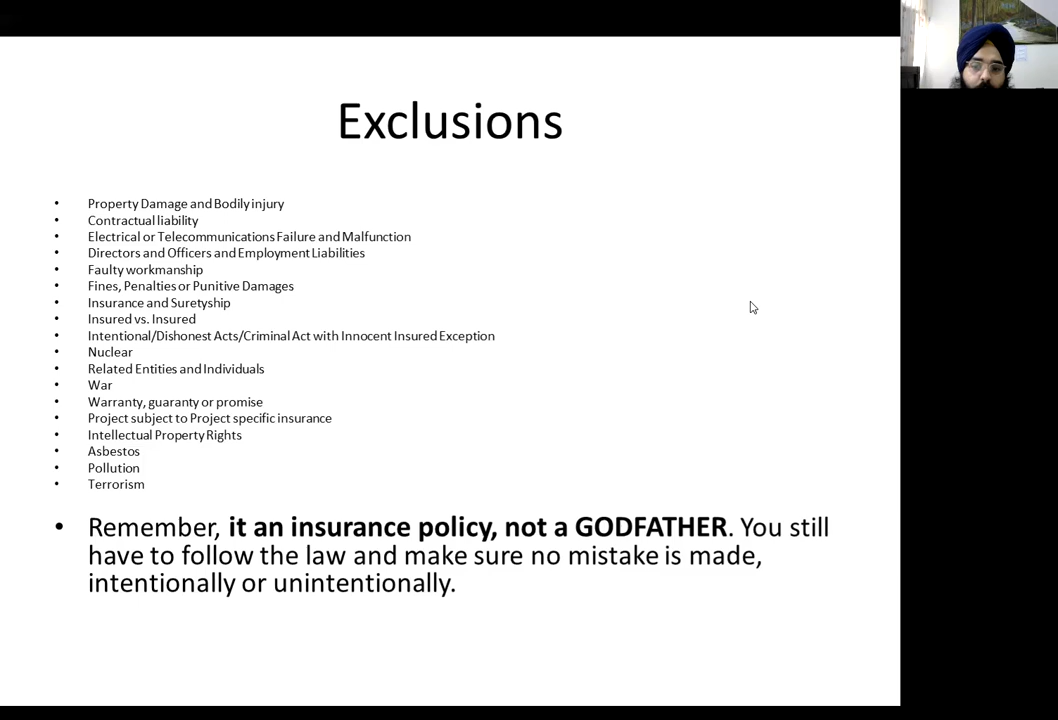 Exclusions
• Property Damage and Bodily injury
• Contractual liability
• Electrical or Telecommunications Failure and Malfunction
• Directors and Officers and Employment Liabilities
• Faulty workmanship
• Fines, Penalties or Punitive Damages
• Insurance and Suretyship
• Insured vs. Insured
• Intentional/Dishonest Acts/Criminal Act with Innocent Insured Exception
• Nuclear
• Related Entities and Individuals
• War
• Warranty, guaranty or promise
• Project subject to Project specific insurance
• Intellectual Property Rights
• Asbestos
• Pollution
• Terrorism
• Remember, it an insurance policy, not a GODFATHER. You still
have to follow the law and make sure no mistake is made,
intentionally or unintentionally.